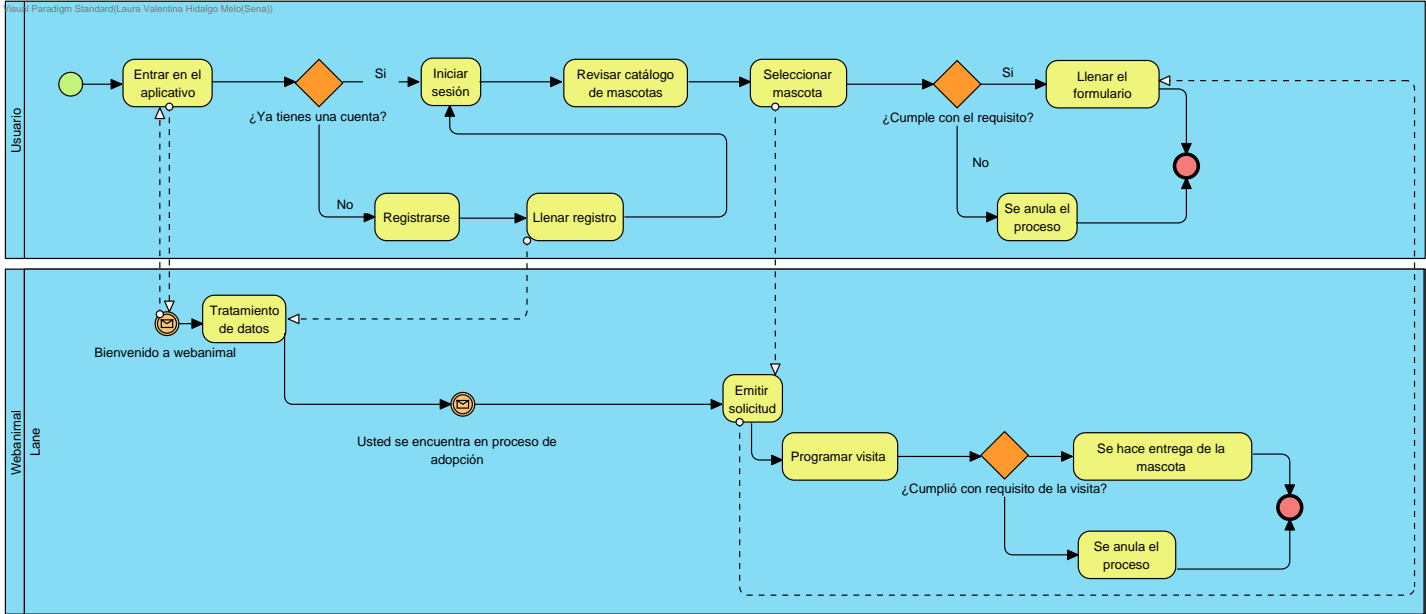 Visual Paradigm Standard(Laura Valentina Hidalgo Melo(Sena))
Usuario
Entrar en el
aplicativo
¿Ya tienes una cuenta?
Si
Iniciar
sesión
Revisar catálogo
de mascotas
Seleccionar
mascota
¿Cumple con el requisito?
Si
Llenar el
formulario
No
Registrarse
Llenar registro
No
Se anula el
proceso
Webanimal
Lane
Bienvenido a webanimal
Tratamiento
de datos
Usted se encuentra en proceso de
adopción
Emitir
solicitud
Programar visita
¿Cumplió con requisito de la visita?
Se hace entrega de la
mascota
Se anula el
proceso